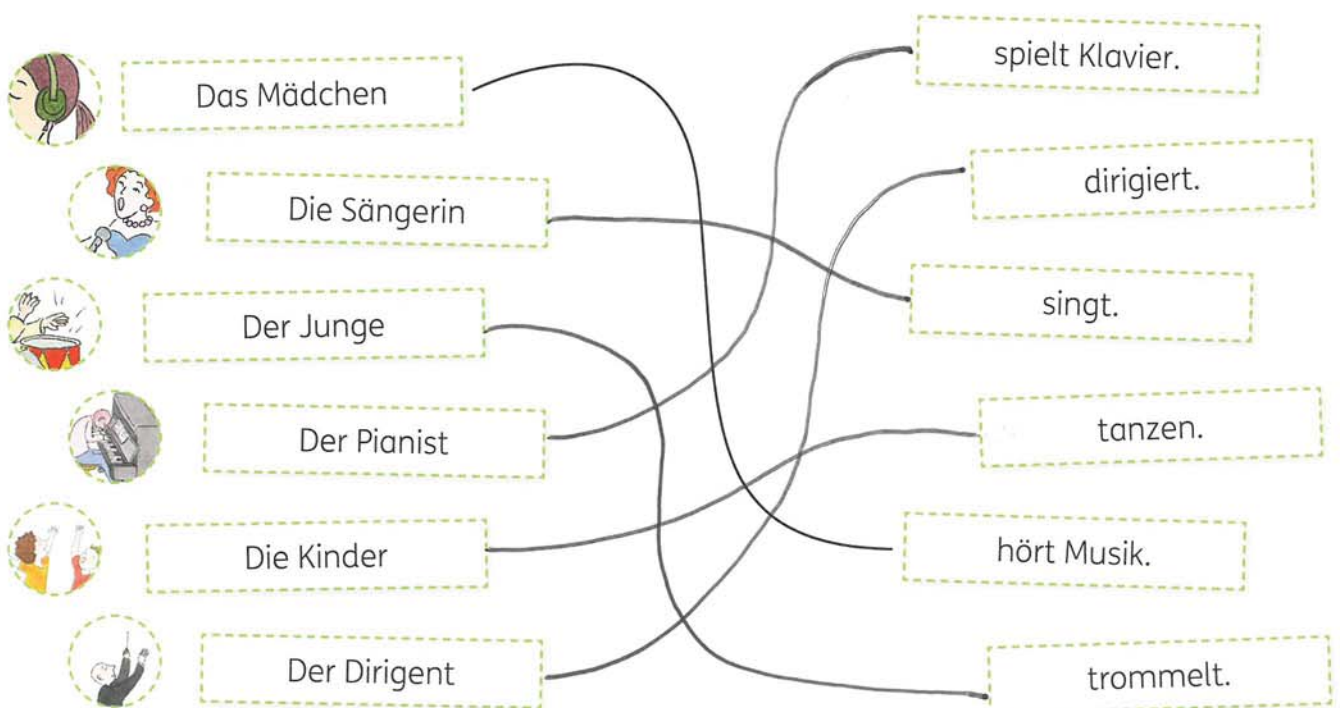 Das Mädchen
Die Sängerin
Der Junge
Der Pianist
Die Kinder
Der Dirigent
spielt Klavier.
dirigiert.
singt.
tanzen.
hört Musik.
trommelt.